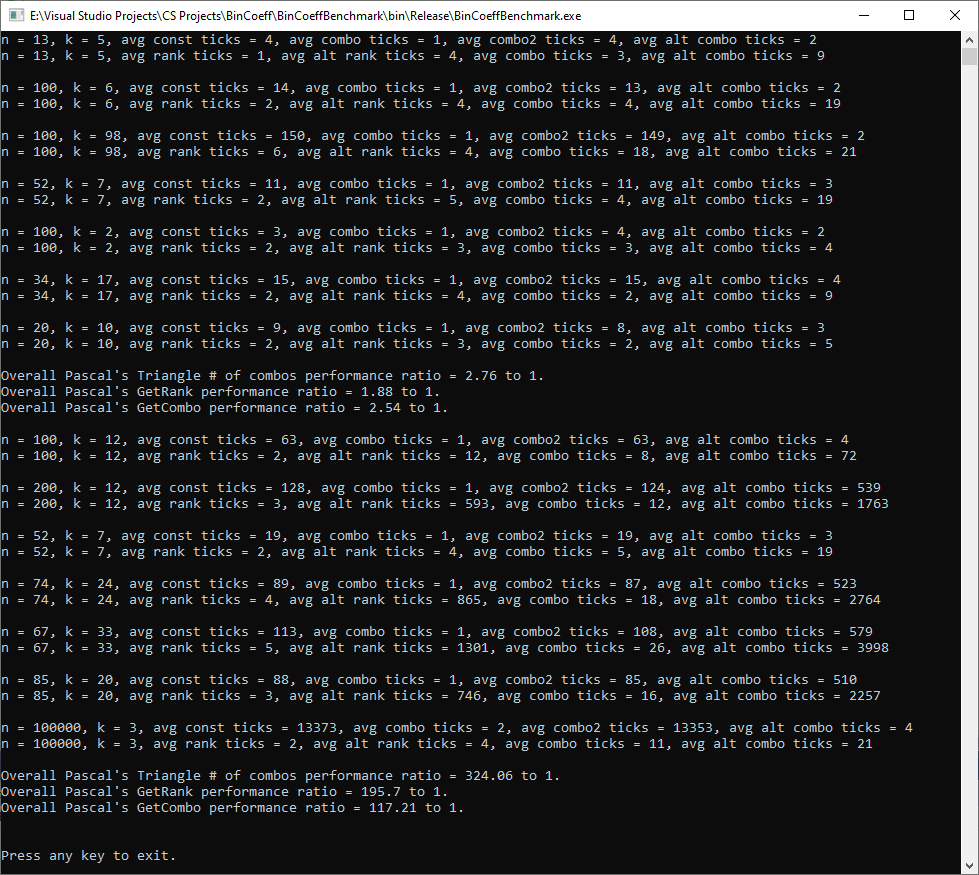 E:\Visual Studio Projects\CS Projects\BinCoeff\BinCoeffBenchmark\bin\Release\BinCoeffBenchmark.exe
n = 13, k = 5, avg const ticks = 4, avg combo ticks = 1, avg combo2 ticks = 4, avg alt combo ticks = 2
n = 13, k = 5, avg rank ticks = 1, avg alt rank ticks = 4, avg combo ticks = 3, avg alt combo ticks = 9
n = 100, k = 6, avg const ticks = 14, avg combo ticks = 1, avg combo2 ticks = 13, avg alt combo ticks = 2
n = 100, k = 6, avg rank ticks = 2, avg alt rank ticks = 4, avg combo ticks = 4, avg alt combo ticks = 19
n = 100, k = 98, avg const ticks = 150, avg combo ticks = 1, avg combo2 ticks = 149, avg alt combo ticks = 2
n = 100, k = 98, avg rank ticks = 6, avg alt rank ticks = 4, avg combo ticks = 18, avg alt combo ticks = 21
n = 52, k = 7, avg const ticks = 11, avg combo ticks = 1, avg combo2 ticks = 11, avg alt combo ticks = 3
n = 52, k = 7, avg rank ticks = 2, avg alt rank ticks = 5, avg combo ticks = 4, avg alt combo ticks = 19
n = 100, k = 2, avg const ticks = 3, avg combo ticks = 1, avg combo2 ticks = 4, avg alt combo ticks = 2
n = 100, k = 2, avg rank ticks = 2, avg alt rank ticks = 3, avg combo ticks = 3, avg alt combo ticks = 4
n = 34, k = 17, avg const ticks = 15, avg combo ticks = 1, avg combo2 ticks = 15, avg alt combo ticks = 4
n = 34, k = 17, avg rank ticks = 2, avg alt rank ticks = 4, avg combo ticks = 2, avg alt combo ticks = 9
n = 20, k = 10, avg const ticks = 9, avg combo ticks = 1, avg combo2 ticks = 8, avg alt combo ticks = 3
n = 20, k = 10, avg rank ticks = 2, avg alt rank ticks = 3, avg combo ticks = 2, avg alt combo ticks = 5
Overall Pascal's Triangle # of combos performance ratio = 2.76 to 1.
Overall Pascal's GetRank performance ratio = 1.88 to 1.
Overall Pascal's GetCombo performance ratio = 2.54 to 1.
n = 100, k = 12, avg const ticks = 63, avg combo ticks = 1, avg combo2 ticks = 63, avg alt combo ticks = 4
n = 100, k = 12, avg rank ticks = 2, avg alt rank ticks = 12, avg combo ticks = 8, avg alt combo ticks = 72
n = 200, k = 12, avg const ticks = 128, avg combo ticks = 1, avg combo2 ticks = 124, avg alt combo ticks = 539
n = 200, k = 12, avg rank ticks = 3, avg alt rank ticks = 593, avg combo ticks = 12, avg alt combo ticks = 1763
n = 52, k = 7, avg const ticks = 19, avg combo ticks = 1, avg combo2 ticks = 19, avg alt combo ticks = 3
n = 52, k = 7, avg rank ticks = 2, avg alt rank ticks = 4, avg combo ticks = 5, avg alt combo ticks = 19
n = 74, k = 24, avg const ticks = 89, avg combo ticks = 1, avg combo2 ticks = 87, avg alt combo ticks = 523
n = 74, k = 24, avg rank ticks = 4, avg alt rank ticks = 865, avg combo ticks = 18, avg alt combo ticks = 2764
n = 67, k = 33, avg const ticks = 113, avg combo ticks = 1, avg combo2 ticks = 108, avg alt combo ticks = 579
n = 67, k = 33, avg rank ticks = 5, avg alt rank ticks = 1301, avg combo ticks = 26, avg alt combo ticks = 3998
n = 85, k = 20, avg const ticks = 88, avg combo ticks = 1, avg combo2 ticks = 85, avg alt combo ticks = 510
n = 85, k = 20, avg rank ticks = 3, avg alt rank ticks = 746, avg combo ticks = 16, avg alt combo ticks = 2257
n = 100000, k = 3, avg const ticks = 13373, avg combo ticks = 2, avg combo2 ticks = 13353, avg alt combo ticks = 4
n = 100000, k = 3, avg rank ticks = 2, avg alt rank ticks = 4, avg combo ticks = 11, avg alt combo ticks = 21
Overall Pascal's Triangle # of combos performance ratio = 324.06 to 1.
Overall Pascal's GetRank performance ratio = 195.7 to 1.
Overall Pascal's GetCombo performance ratio = 117.21 to 1.
Press any key to exit.